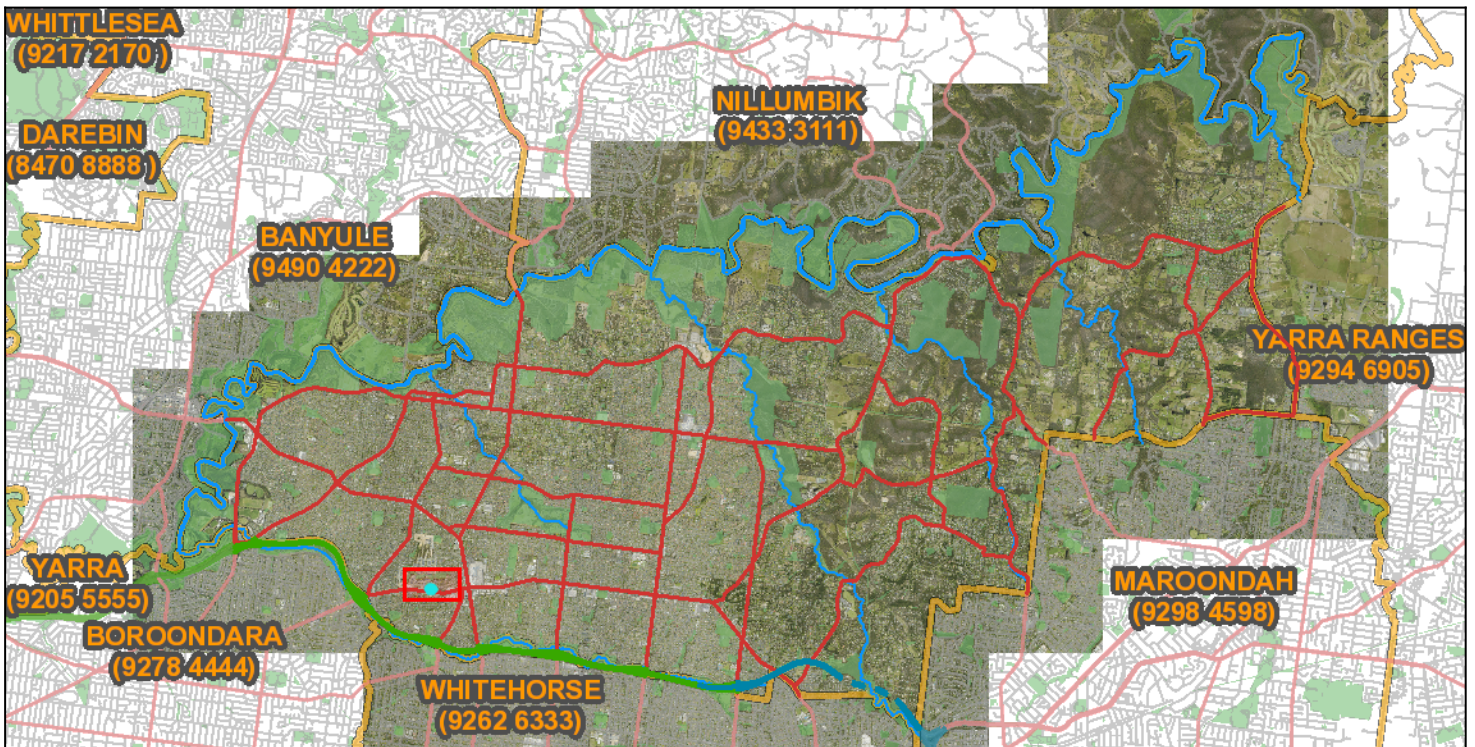 WHITTLESEA
(9217 2170 )
NILLUMBIK
(9433 3111)
DAREBIN
(8470 8888 )
BANYULE
(9490 4222)
YARRA RANGES
(9294 6905)
YARRA
(9205 5555)
MAROONDAH
(9298 4598)
BOROONDARA
(9278 4444)
WHITEHORSE
(9262 6333)